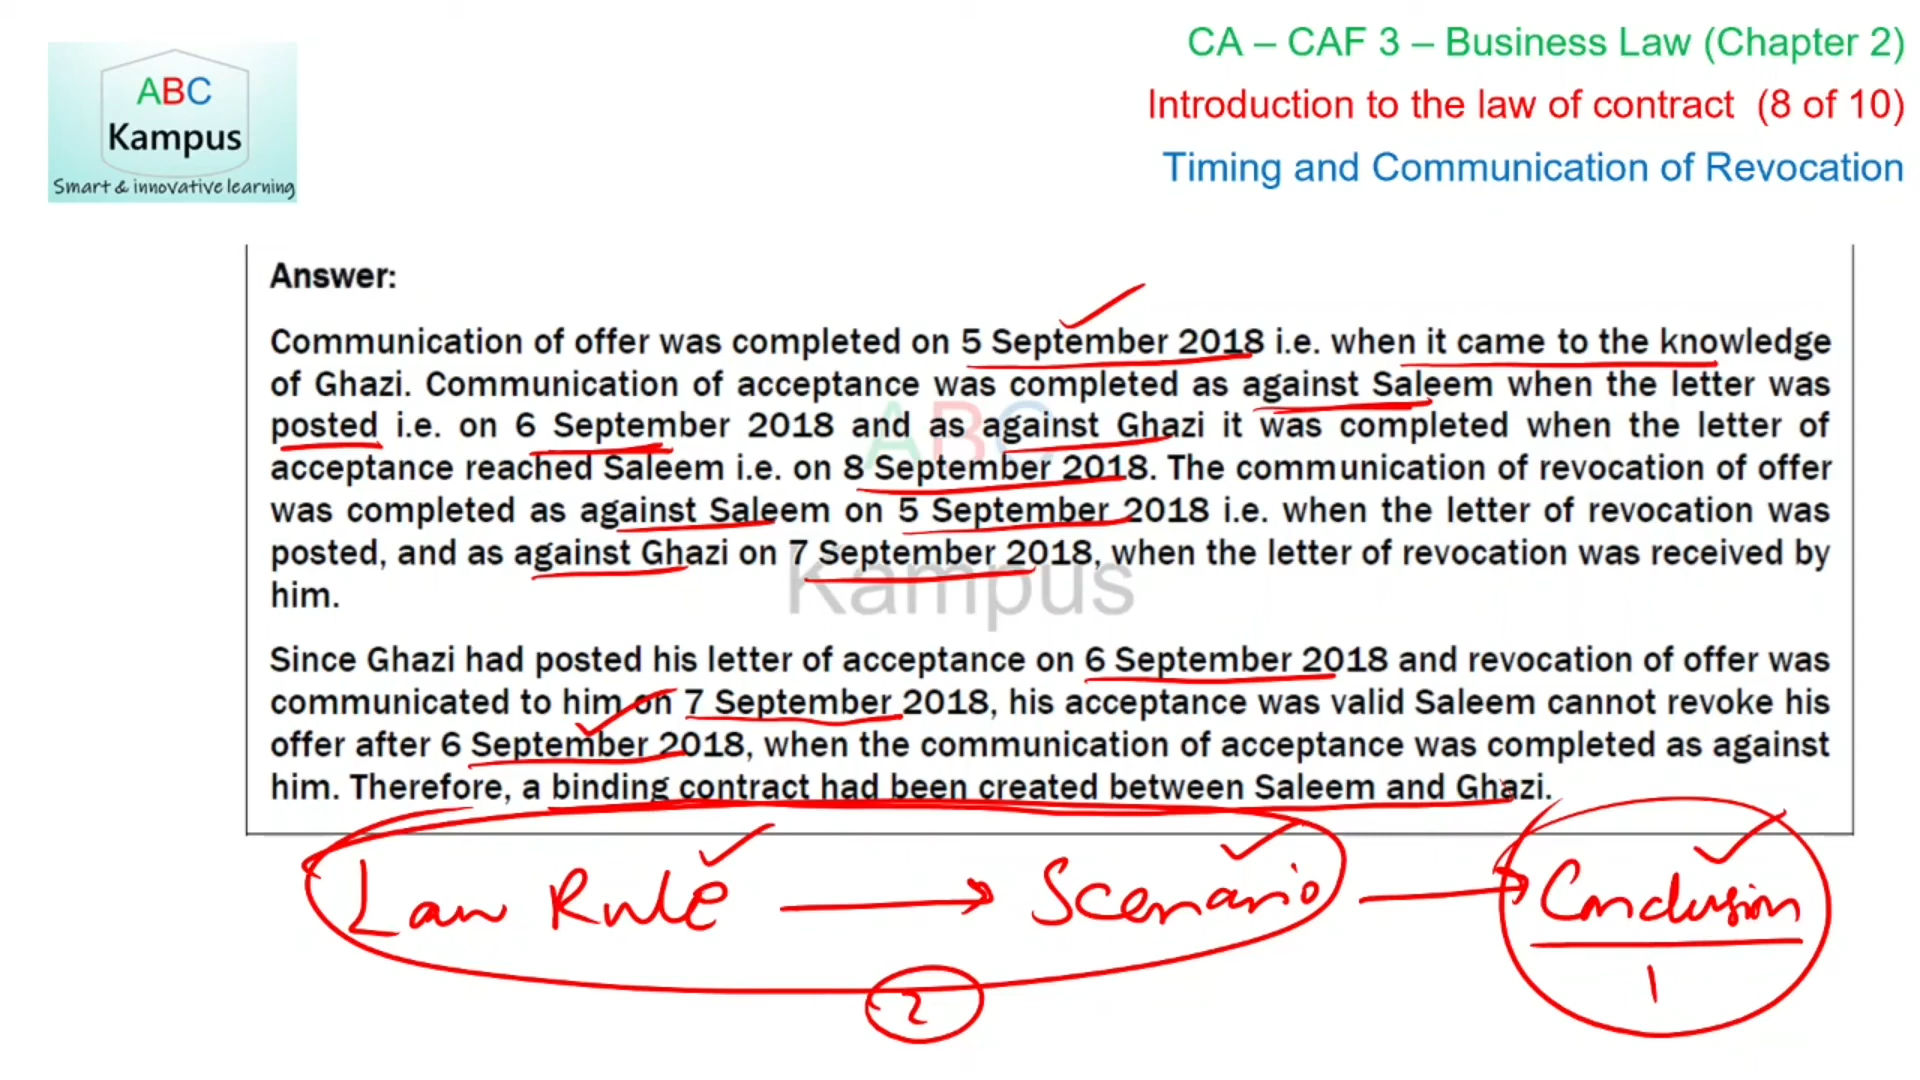 ABC
Kampus
Smart & innovative learning
CA – CAF 3 – Business Law (Chapter 2)
Introduction to the law of contract (8 of 10)
Timing and Communication of Revocation
Answer:
Communication of offer was completed on 5 September 2018 i.e. when it came to the knowledge
of Ghazi. Communication of acceptance was completed as against Saleem when the letter was
posted i.e. on 6 September 2018 and as against Ghazi it was completed when the letter of
acceptance reached Saleem i.e. on 8 September 2018. The communication of revocation of offer
was completed as against Saleem on 5 September 2018 i.e. when the letter of revocation was
posted, and as against Ghazi on 7 September 2018, when the letter of revocation was received by
him.
Since Ghazi had posted his letter of acceptance on 6 September 2018 and revocation of offer was
communicated to him on 7 September 2018, his acceptance was valid Saleem cannot revoke his
offer after 6 September 2018, when the communication of acceptance was completed as against
him. Therefore, a binding contract had been created between Saleem and Ghazi.
ABC
Kampus
Law Rule → Scenario → Conclusion
2
1